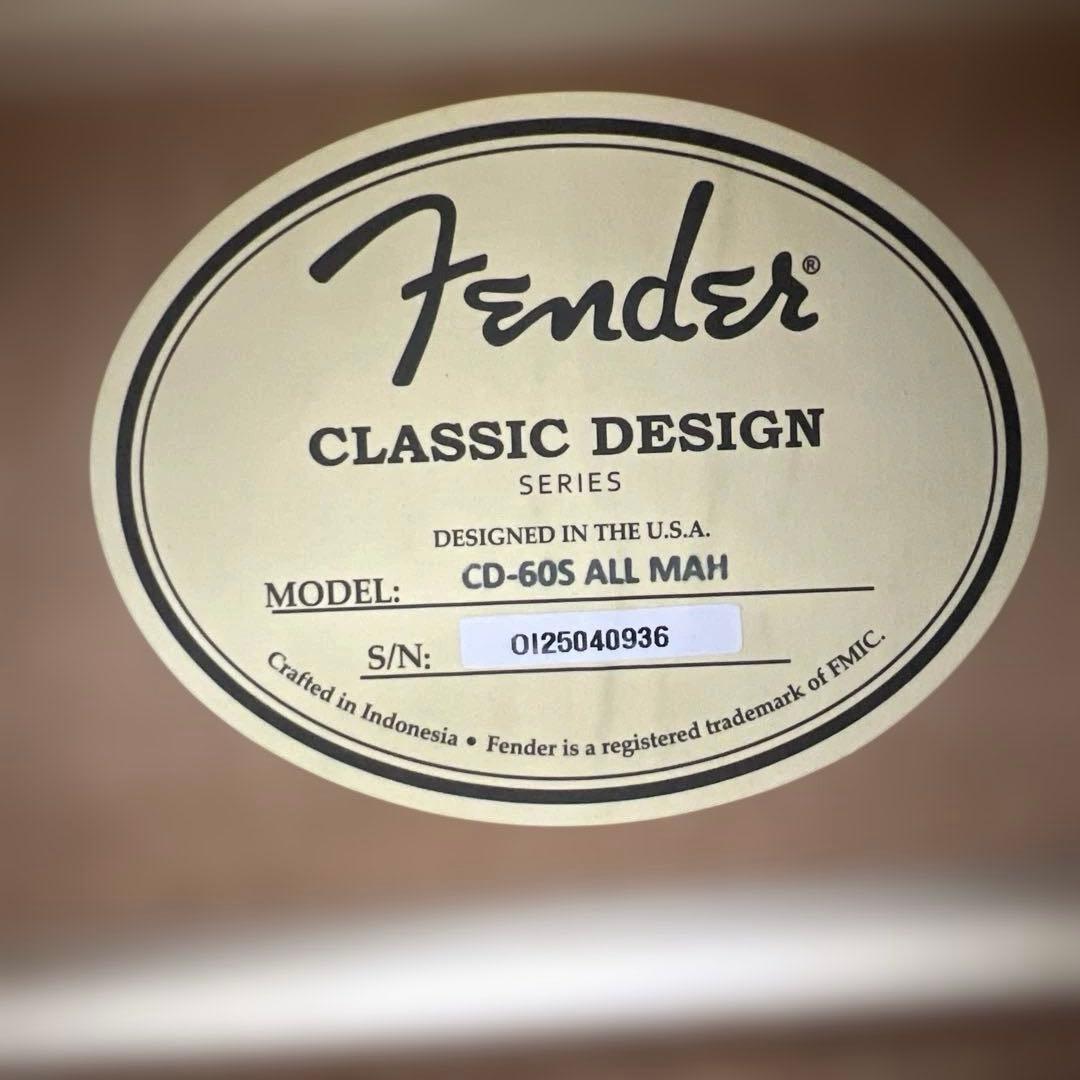 Fender®
CLASSIC DESIGN
SERIES
DESIGNED IN THE U.S.A.
MODEL: CD-60S ALL MAH
S/N: OI25040936
Crafted in Indonesia • Fender is a registered trademark of FMIC.